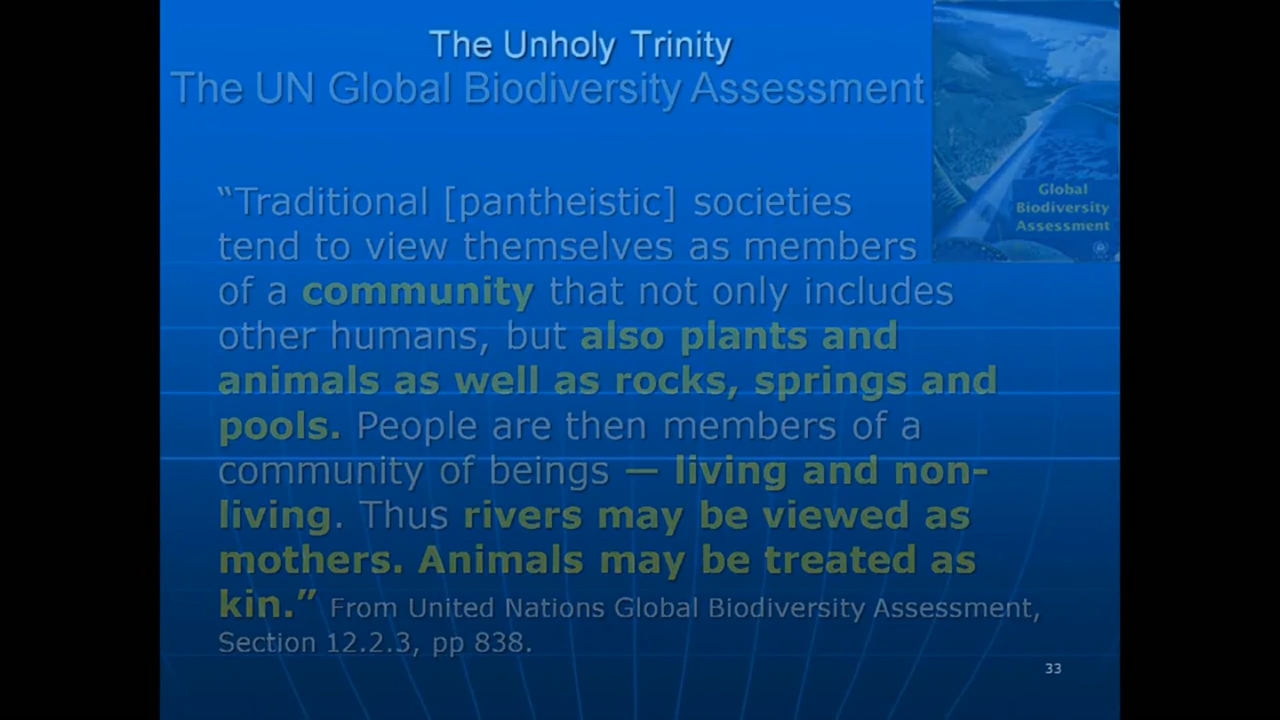 The Unholy Trinity
The UN Global Biodiversity Assessment
Global
Biodiversity
Assessment
“Traditional [pantheistic] societies
tend to view themselves as members
of a community that not only includes
other humans, but also plants and
animals as well as rocks, springs and
pools. People are then members of a
community of beings — living and non-
living. Thus rivers may be viewed as
mothers. Animals may be treated as
kin.” From United Nations Global Biodiversity Assessment,
Section 12.2.3, pp 838.
33